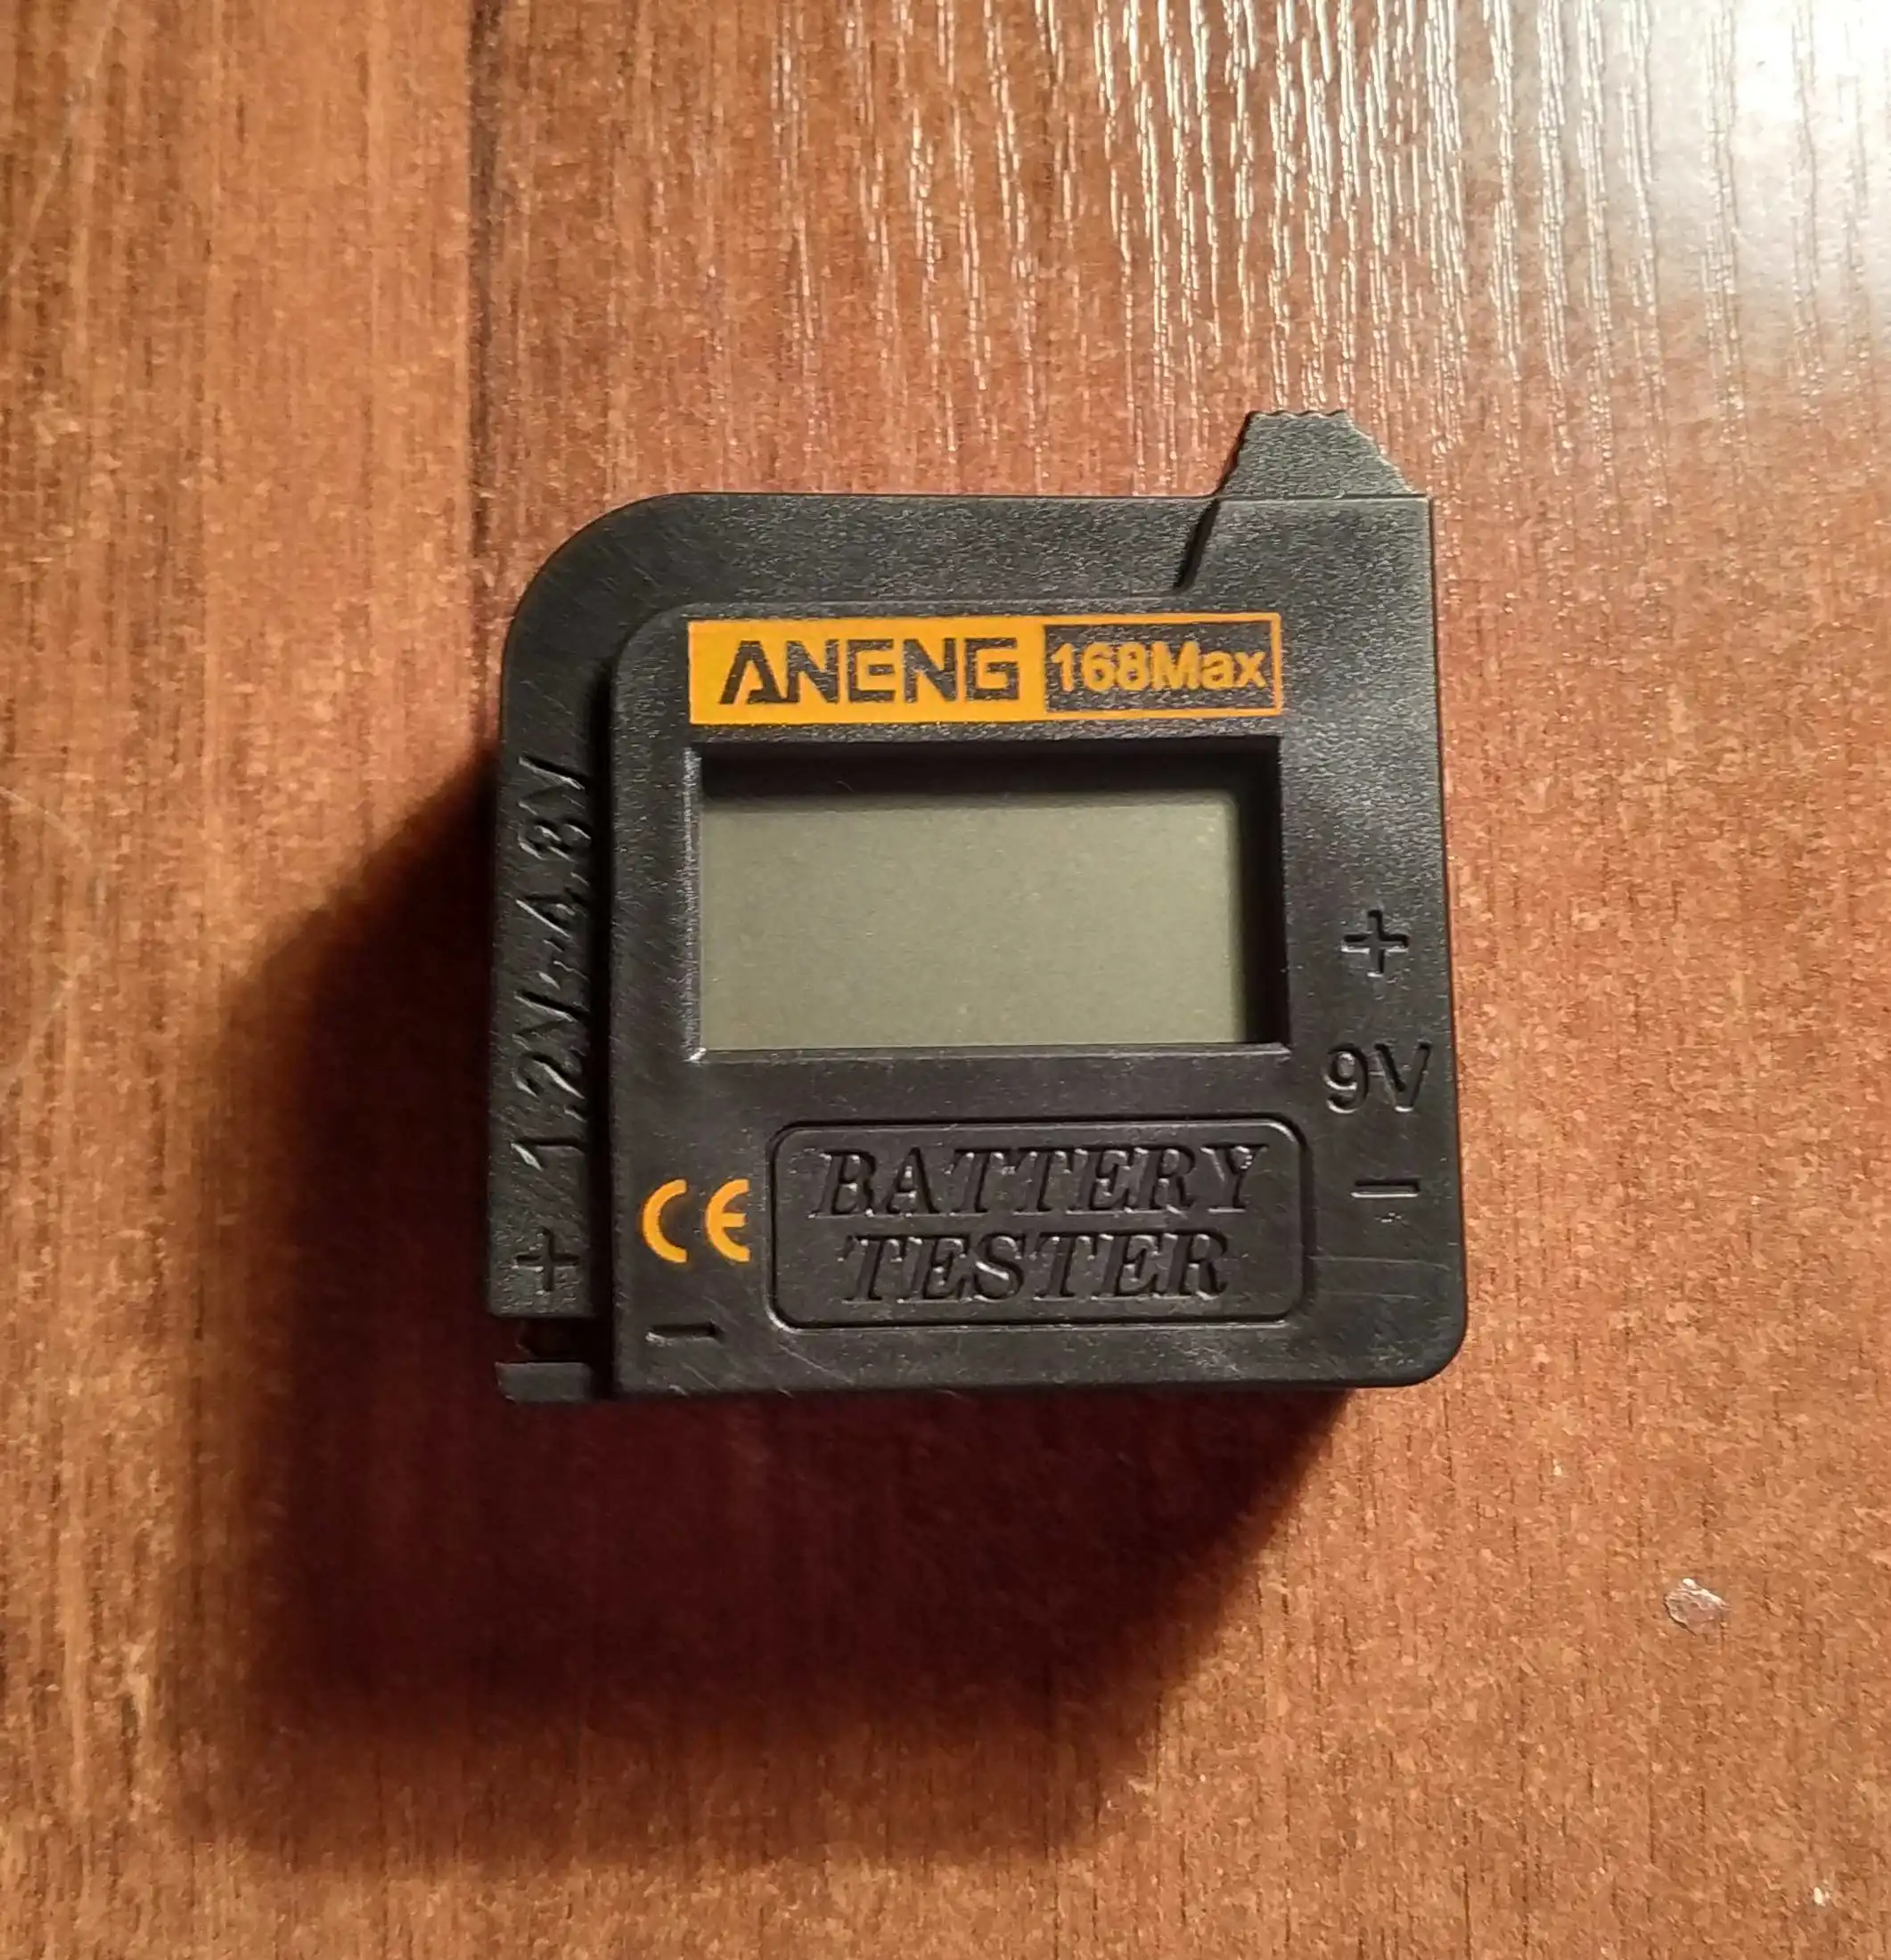 ANENG 168Max
1.2V-4.8V
+
9V
-
+
-
CE
BATTERY
TESTER